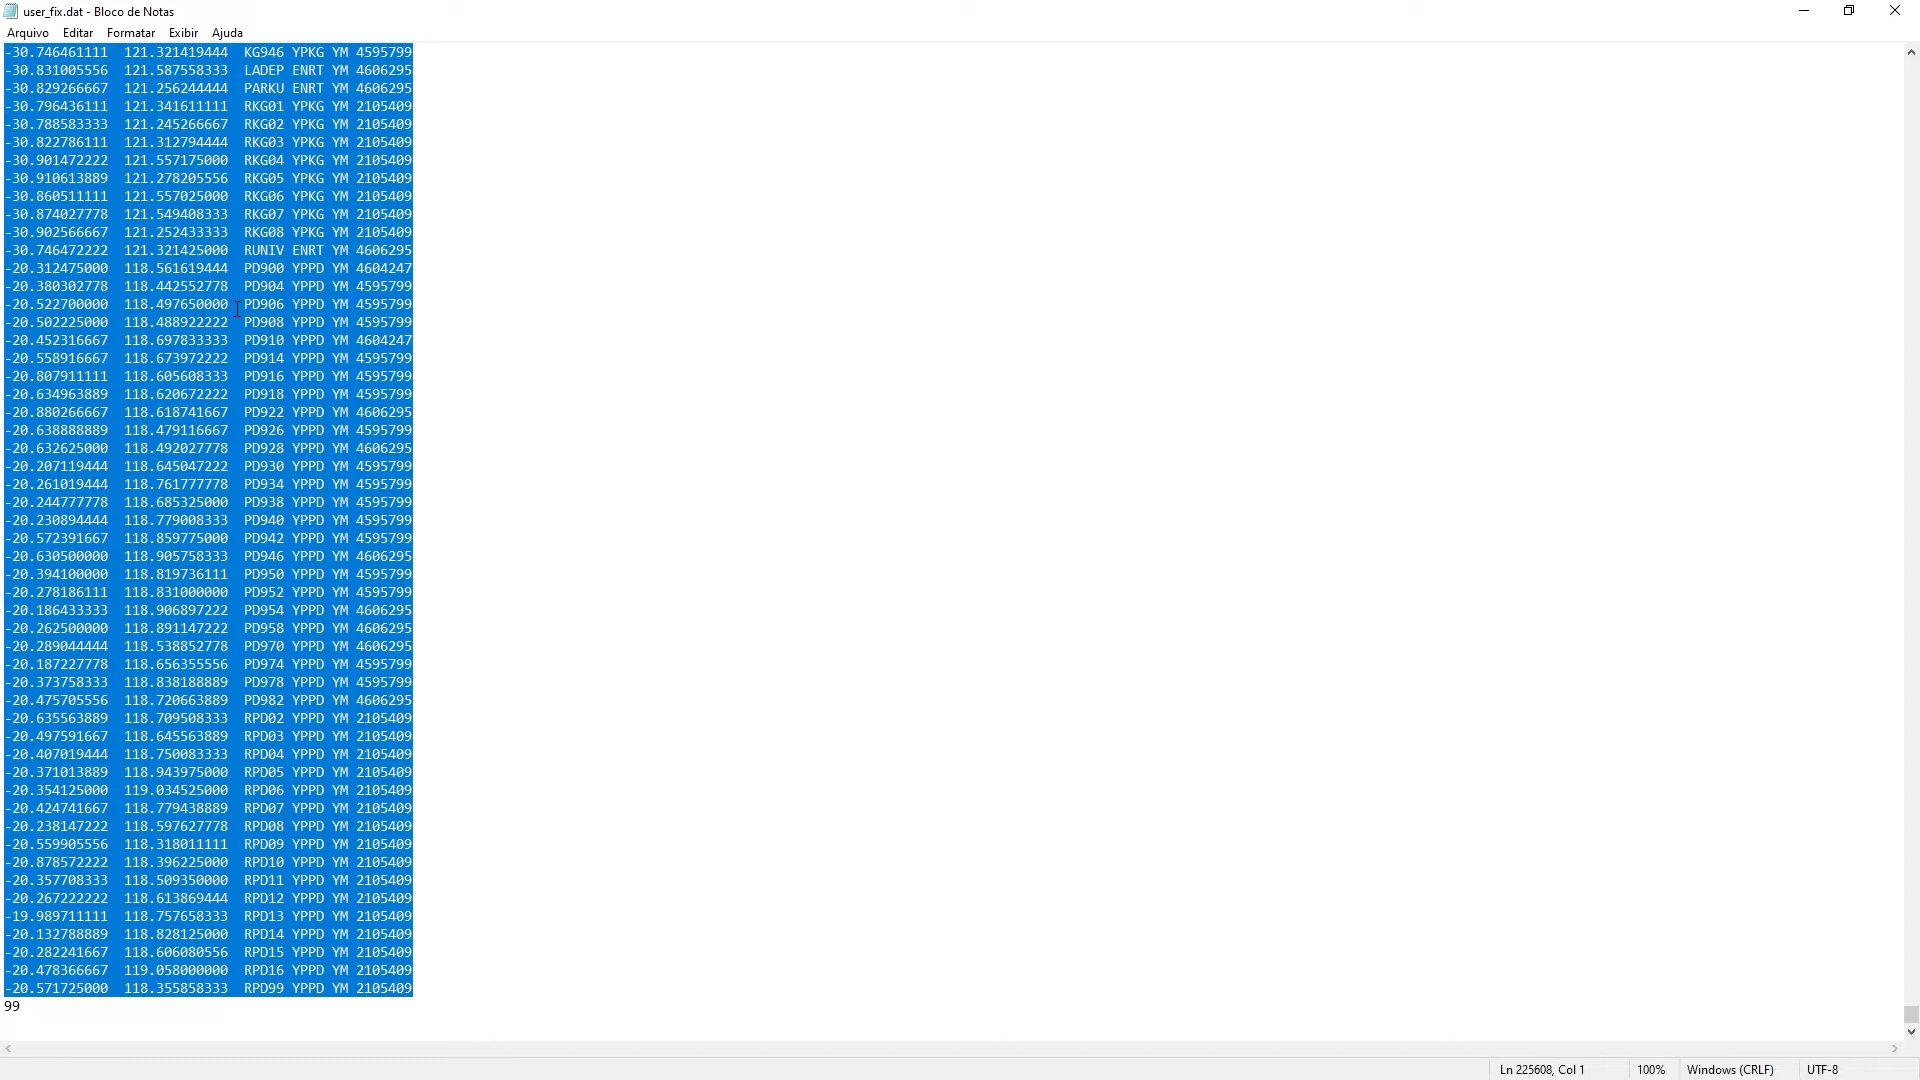 user_fix.dat - Bloco de Notas
Arquivo Editar Formatar Exibir Ajuda
-30.746461111 121.321419444 KG946 YPKG YM 4595799
-30.831005556 121.587558333 LADEP ENRT YM 4606295
-30.829266667 121.256244444 PARKU ENRT YM 4606295
-30.796436111 121.341611111 RKG01 YPKG YM 2105409
-30.788583333 121.245266667 RKG02 YPKG YM 2105409
-30.822786111 121.312794444 RKG03 YPKG YM 2105409
-30.901472222 121.557175000 RKG04 YPKG YM 2105409
-30.910613889 121.278205556 RKG05 YPKG YM 2105409
-30.860511111 121.557025000 RKG06 YPKG YM 2105409
-30.874027778 121.549408333 RKG07 YPKG YM 2105409
-30.902566667 121.252433333 RKG08 YPKG YM 2105409
-30.746472222 121.321425000 RUNIV ENRT YM 4606295
-20.312475000 118.561619444 PD900 YPPD YM 4604247
-20.380302778 118.442552778 PD904 YPPD YM 4595799
-20.522700000 118.497650000 PD906 YPPD YM 4595799
-20.502225000 118.488922222 PD908 YPPD YM 4595799
-20.452316667 118.697833333 PD910 YPPD YM 4604247
-20.558916667 118.673972222 PD914 YPPD YM 4595799
-20.807911111 118.605608333 PD916 YPPD YM 4595799
-20.634963889 118.620672222 PD918 YPPD YM 4595799
-20.880266667 118.618741667 PD922 YPPD YM 4606295
-20.638888889 118.479116667 PD926 YPPD YM 4595799
-20.632625000 118.492027778 PD928 YPPD YM 4606295
-20.207119444 118.645047222 PD930 YPPD YM 4595799
-20.261019444 118.761777778 PD934 YPPD YM 4595799
-20.244777778 118.685325000 PD938 YPPD YM 4595799
-20.230894444 118.779008333 PD940 YPPD YM 4595799
-20.572391667 118.859775000 PD942 YPPD YM 4595799
-20.630500000 118.905758333 PD946 YPPD YM 4606295
-20.394100000 118.819736111 PD950 YPPD YM 4595799
-20.278186111 118.831000000 PD952 YPPD YM 4595799
-20.186433333 118.906897222 PD954 YPPD YM 4606295
-20.262500000 118.891147222 PD958 YPPD YM 4606295
-20.289044444 118.538852778 PD970 YPPD YM 4606295
-20.187227778 118.656355556 PD974 YPPD YM 4595799
-20.373758333 118.838188889 PD978 YPPD YM 4595799
-20.475705556 118.720663889 PD982 YPPD YM 4606295
-20.635563889 118.709508333 RPD02 YPPD YM 2105409
-20.497591667 118.645563889 RPD03 YPPD YM 2105409
-20.407019444 118.750083333 RPD04 YPPD YM 2105409
-20.371013889 118.943975000 RPD05 YPPD YM 2105409
-20.354125000 119.034525000 RPD06 YPPD YM 2105409
-20.424741667 118.779438889 RPD07 YPPD YM 2105409
-20.238147222 118.597627778 RPD08 YPPD YM 2105409
-20.559905556 118.318011111 RPD09 YPPD YM 2105409
-20.878572222 118.396225000 RPD10 YPPD YM 2105409
-20.357708333 118.509350000 RPD11 YPPD YM 2105409
-20.267222222 118.613869444 RPD12 YPPD YM 2105409
-19.989711111 118.757658333 RPD13 YPPD YM 2105409
-20.132788889 118.828125000 RPD14 YPPD YM 2105409
-20.282241667 118.606080556 RPD15 YPPD YM 2105409
-20.478366667 119.058000000 RPD16 YPPD YM 2105409
-20.571725000 118.355858333 RPD99 YPPD YM 2105409
99
Ln 225608, Col 1 100% Windows (CRLF) UTF-8